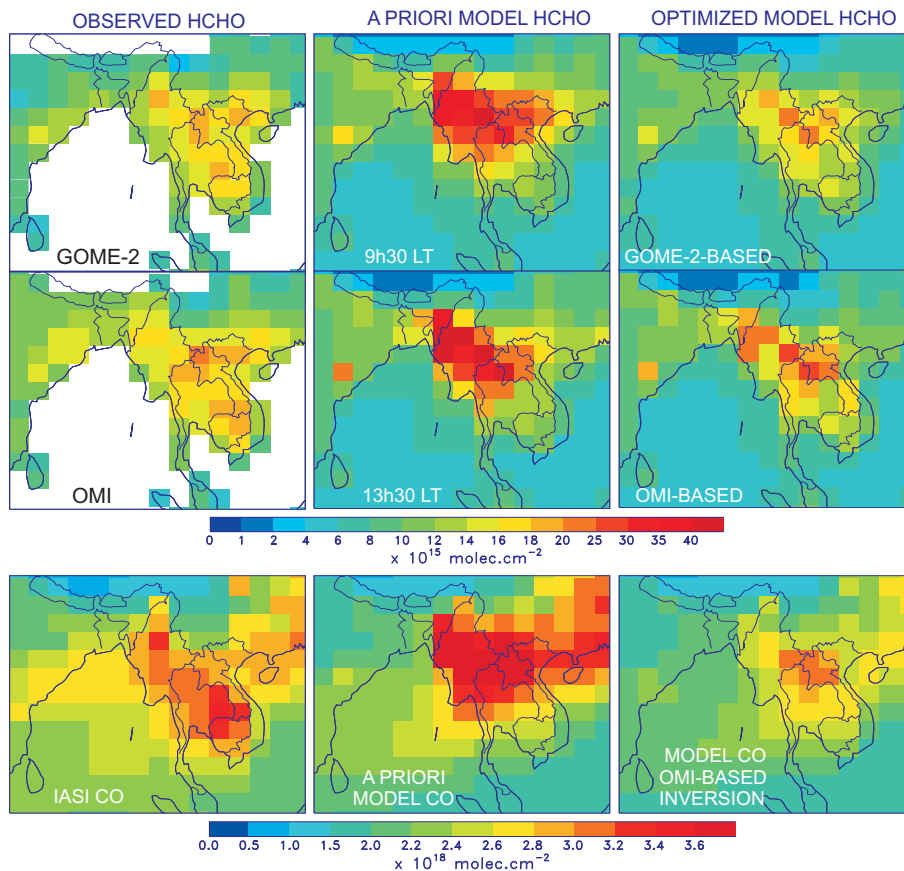 OBSERVED HCHO
A PRIORI MODEL HCHO
OPTIMIZED MODEL HCHO
GOME-2
9h30 LT
GOME-2-BASED
OMI
13h30 LT
OMI-BASED
0 1 2 4 6 8 10 12 14 16 18 20 25 30 35 40
x 10¹⁵ molec.cm⁻²
IASI CO
A PRIORI
MODEL CO
MODEL CO
OMI-BASED
INVERSION
0.0 0.5 1.0 1.5 2.0 2.2 2.4 2.6 2.8 3.0 3.2 3.4 3.6
x 10¹⁸ molec.cm⁻²